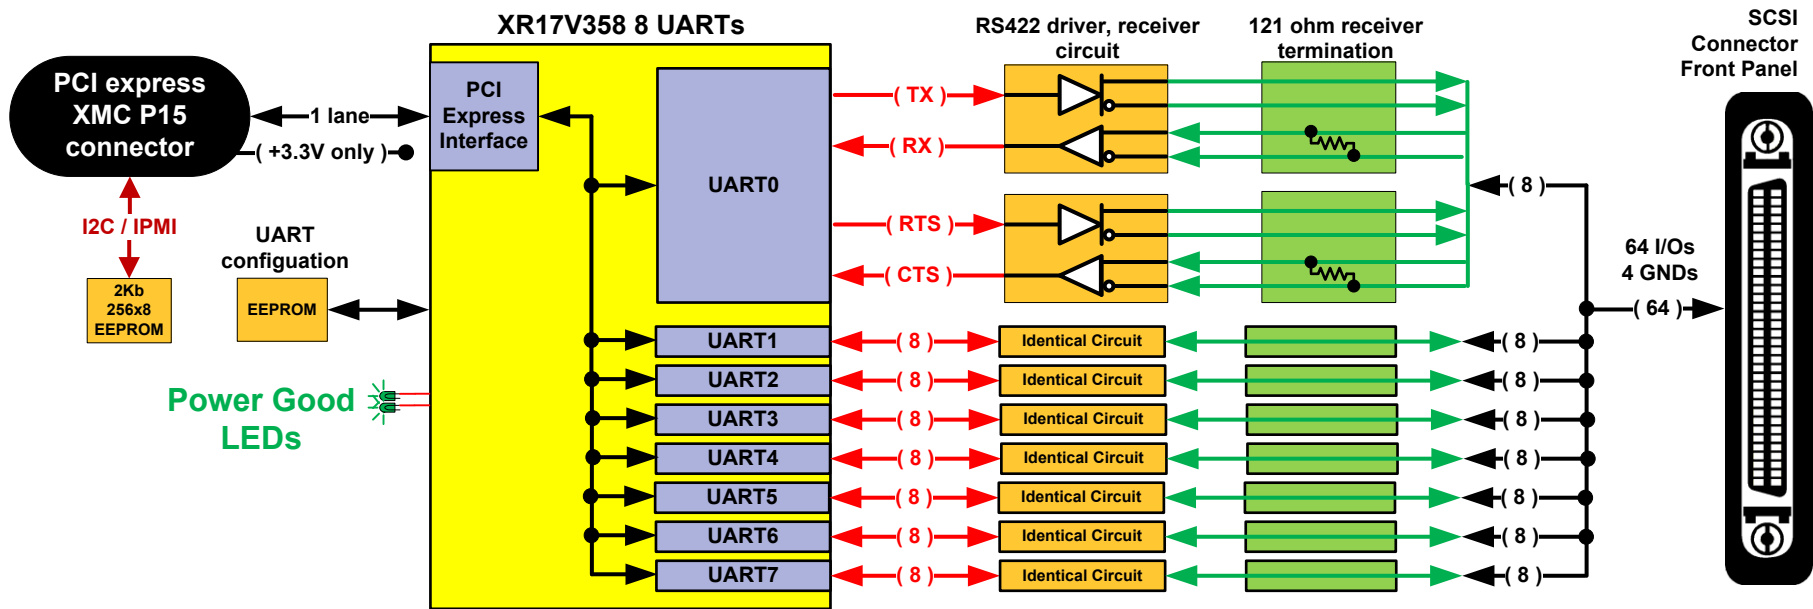 XR17V358 8 UARTs
RS422 driver, receiver
circuit
121 ohm receiver
termination
SCSI
Connector
Front Panel
PCI express
XMC P15
connector
1 lane
( +3.3V only )
PCI
Express
Interface
I2C / IPMI
2Kb
256x8
EEPROM
UART
configuation
EEPROM
Power Good
LEDs
UART0
( TX )
( RX )
( RTS )
( CTS )
( 8 )
64 I/Os
4 GNDs
( 64 )
UART1
( 8 )
Identical Circuit
( 8 )
UART2
( 8 )
Identical Circuit
( 8 )
UART3
( 8 )
Identical Circuit
( 8 )
UART4
( 8 )
Identical Circuit
( 8 )
UART5
( 8 )
Identical Circuit
( 8 )
UART6
( 8 )
Identical Circuit
( 8 )
UART7
( 8 )
Identical Circuit
( 8 )